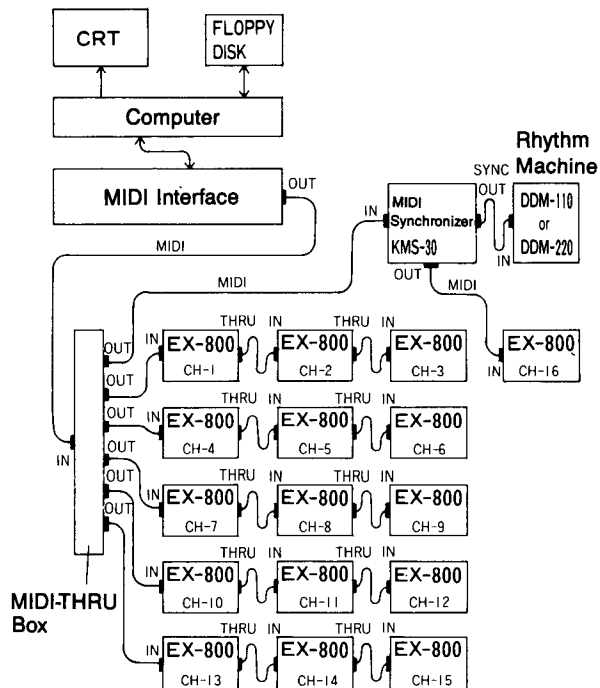 CRT
FLOPPY
DISK
Computer
MIDI Interface
OUT
MIDI
MIDI
IN
MIDI
Synchronizer
KMS-30
OUT
SYNC
OUT
IN
Rhythm
Machine
DDM-110
or
DDM-220
MIDI
IN
EX-800
CH-16
IN
MIDI-THRU
Box
OUT
OUT
OUT
OUT
OUT
OUT
IN
EX-800
CH-1
THRU IN
EX-800
CH-2
THRU IN
EX-800
CH-3
IN
EX-800
CH-4
THRU IN
EX-800
CH-5
THRU IN
EX-800
CH-6
IN
EX-800
CH-7
THRU IN
EX-800
CH-8
THRU IN
EX-800
CH-9
IN
EX-800
CH-10
THRU IN
EX-800
CH-11
THRU IN
EX-800
CH-12
IN
EX-800
CH-13
THRU IN
EX-800
CH-14
THRU IN
EX-800
CH-15